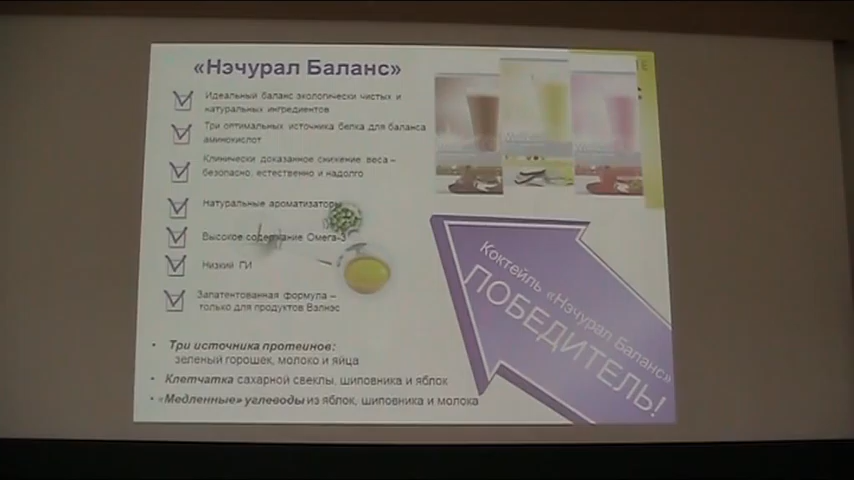 «Нэчурал Баланс»
Идеальный баланс экологически чистых и
натуральных ингредиентов
Три оптимальных источника белка для баланса
аминокислот
Клинически доказанное снижение веса –
безопасно, естественно и надолго
Натуральные ароматизаторы
Высокое содержание Омега-3
Низкий ГИ
Запатентованная формула –
только для продуктов Вэлнэс
• Три источника протеинов:
зеленый горошек, молоко и яйца
• Клетчатка сахарной свеклы, шиповника и яблок
• «Медленные» углеводы из яблок, шиповника и молока
Коктейль «Нэчурал Баланс»
ПОБЕДИТЕЛЬ!